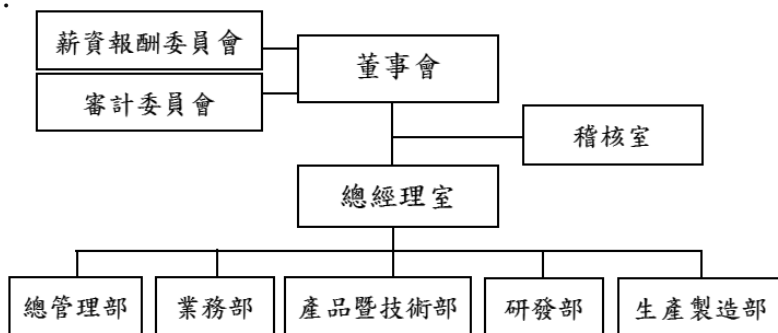 薪資報酬委員會
董事會
審計委員會
稽核室
總經理室
總管理部
業務部
產品暨技術部
研發部
生產製造部